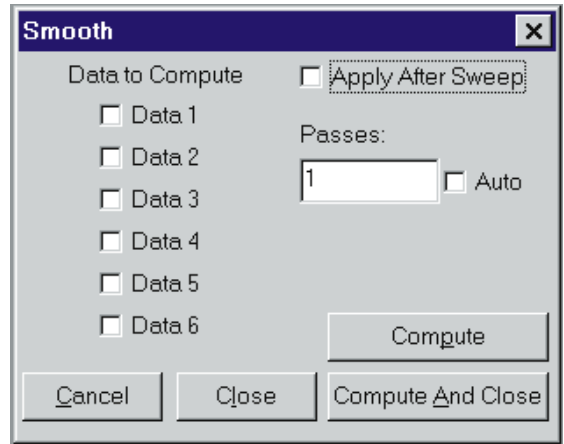 Smooth
Data to Compute
Apply After Sweep
Data 1
Passes:
Data 2
1
Auto
Data 3
Data 4
Data 5
Data 6
Compute
Cancel
Close
Compute And Close